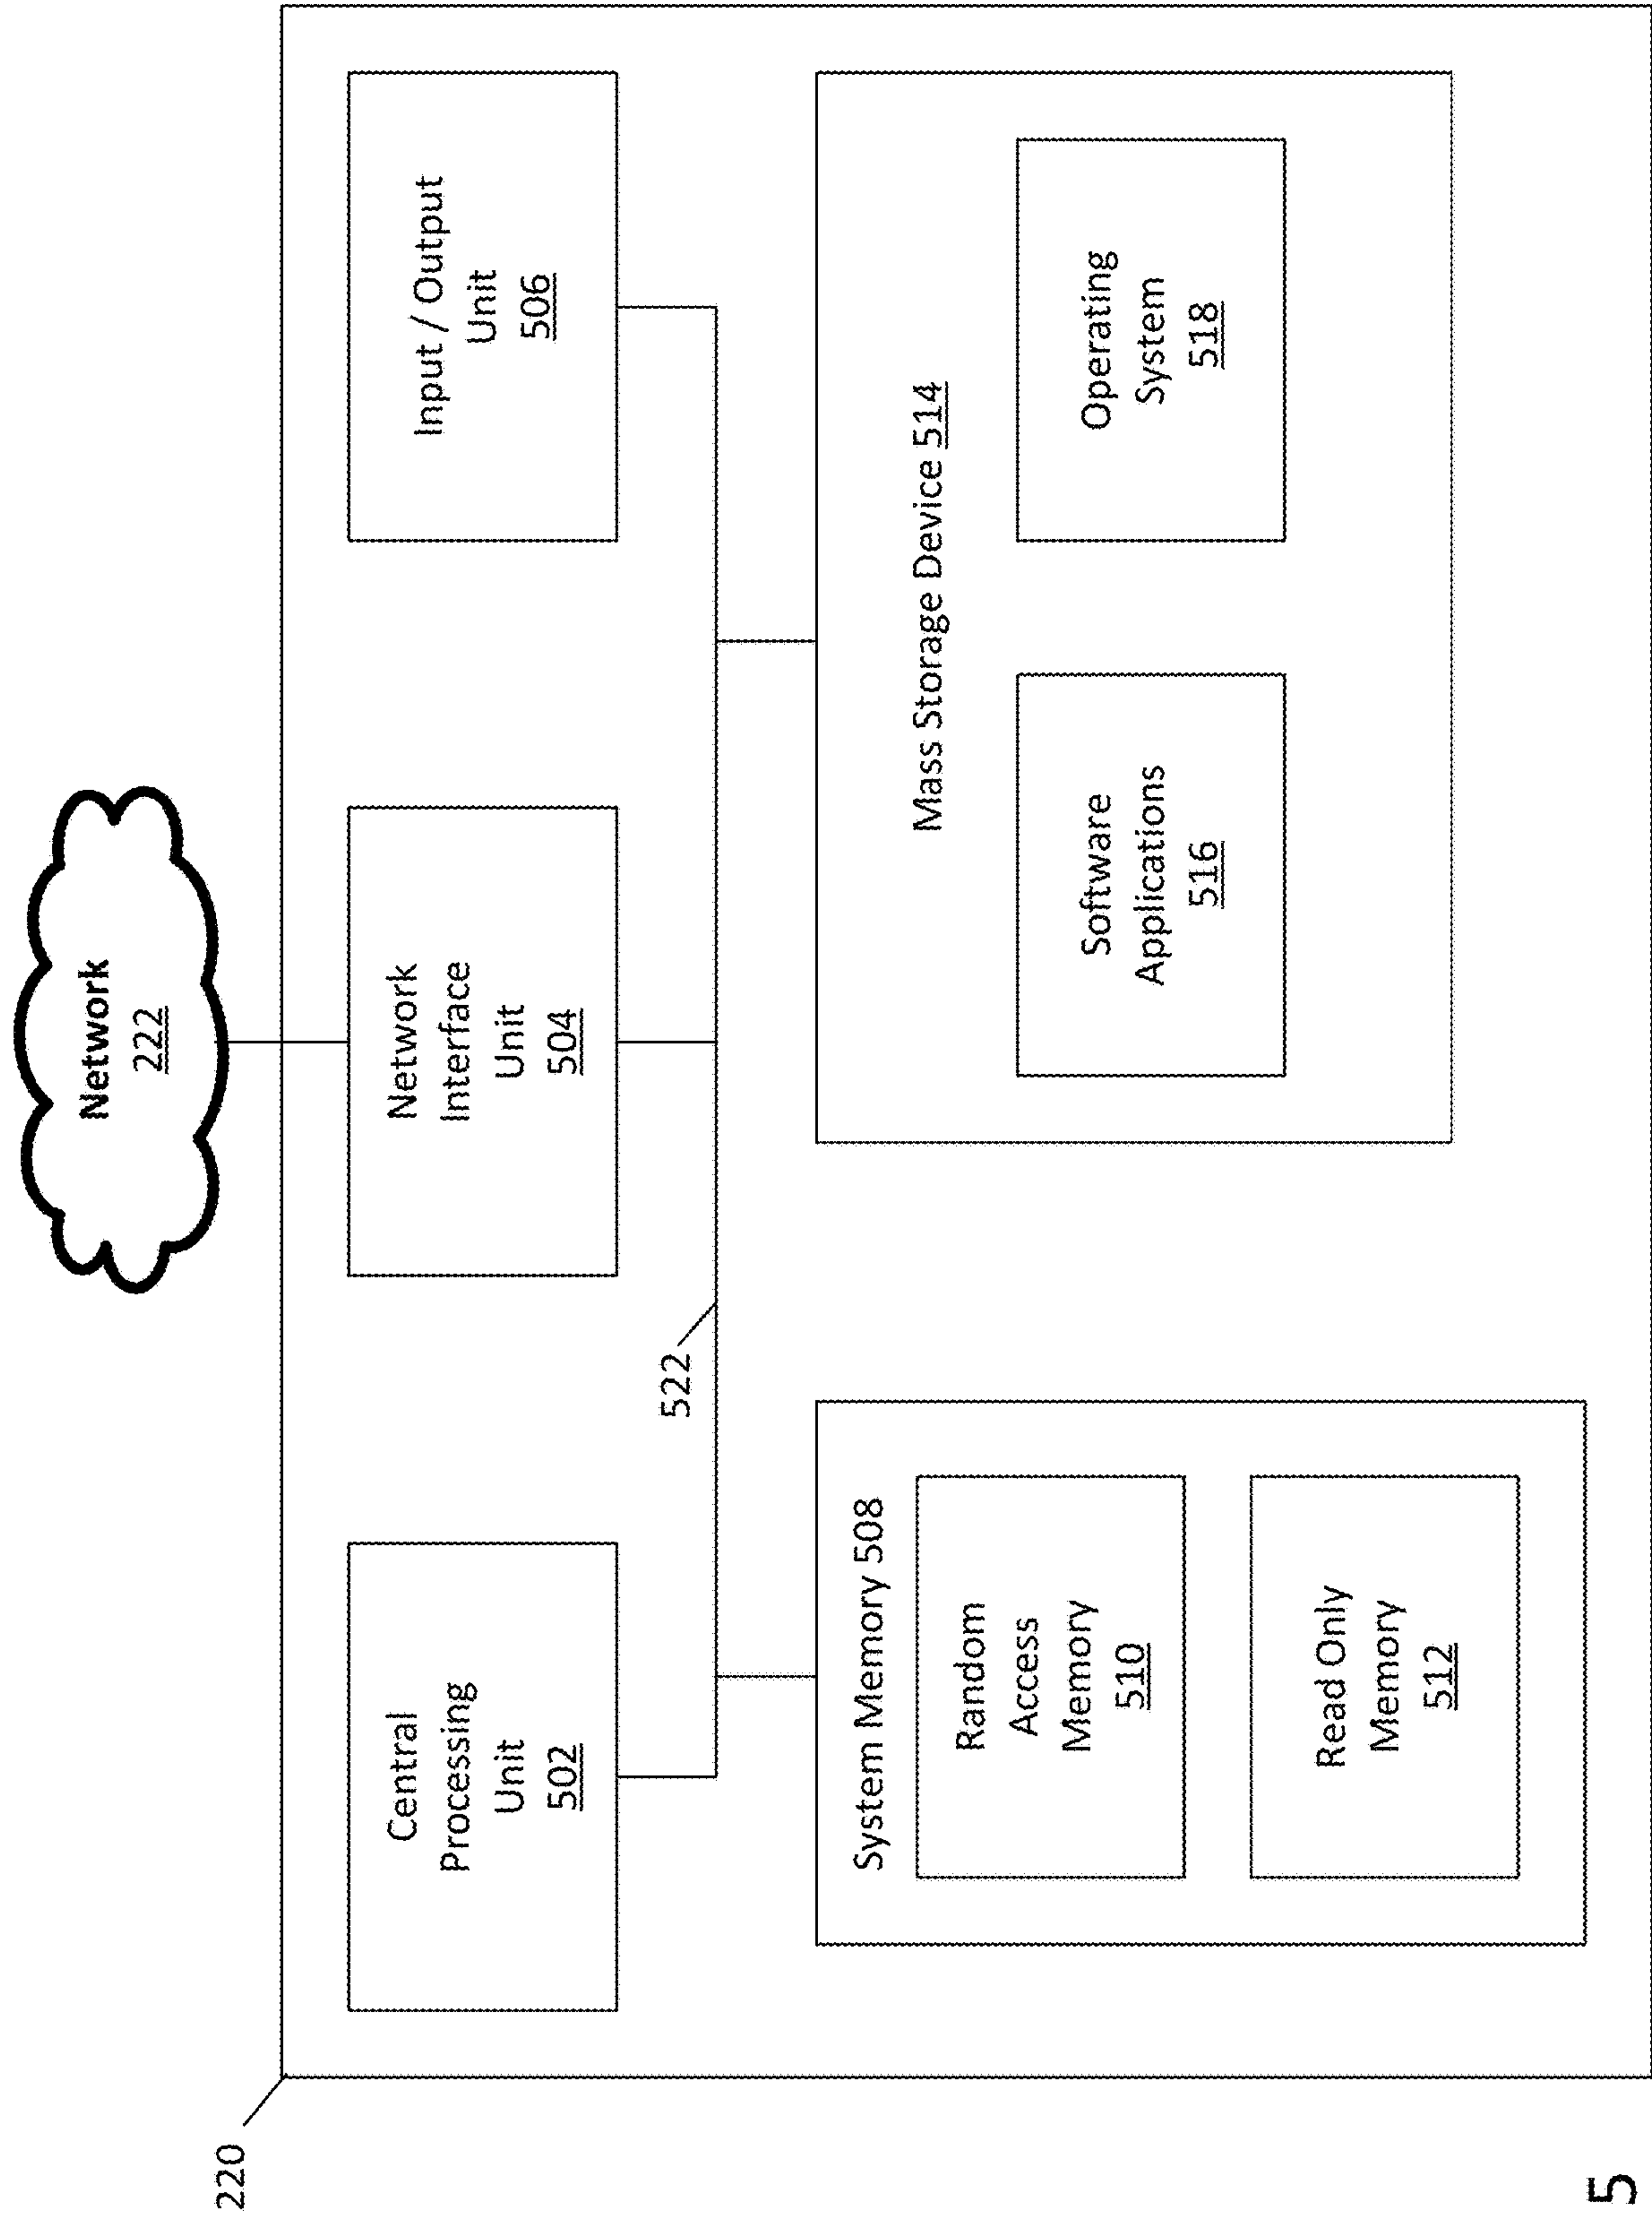 Network
222
220
Central
Processing
Unit
502
Network
Interface
Unit
504
Input / Output
Unit
506
522
System Memory 508
Random
Access
Memory
510
Read Only
Memory
512
Mass Storage Device 514
Software
Applications
516
Operating
System
518
5